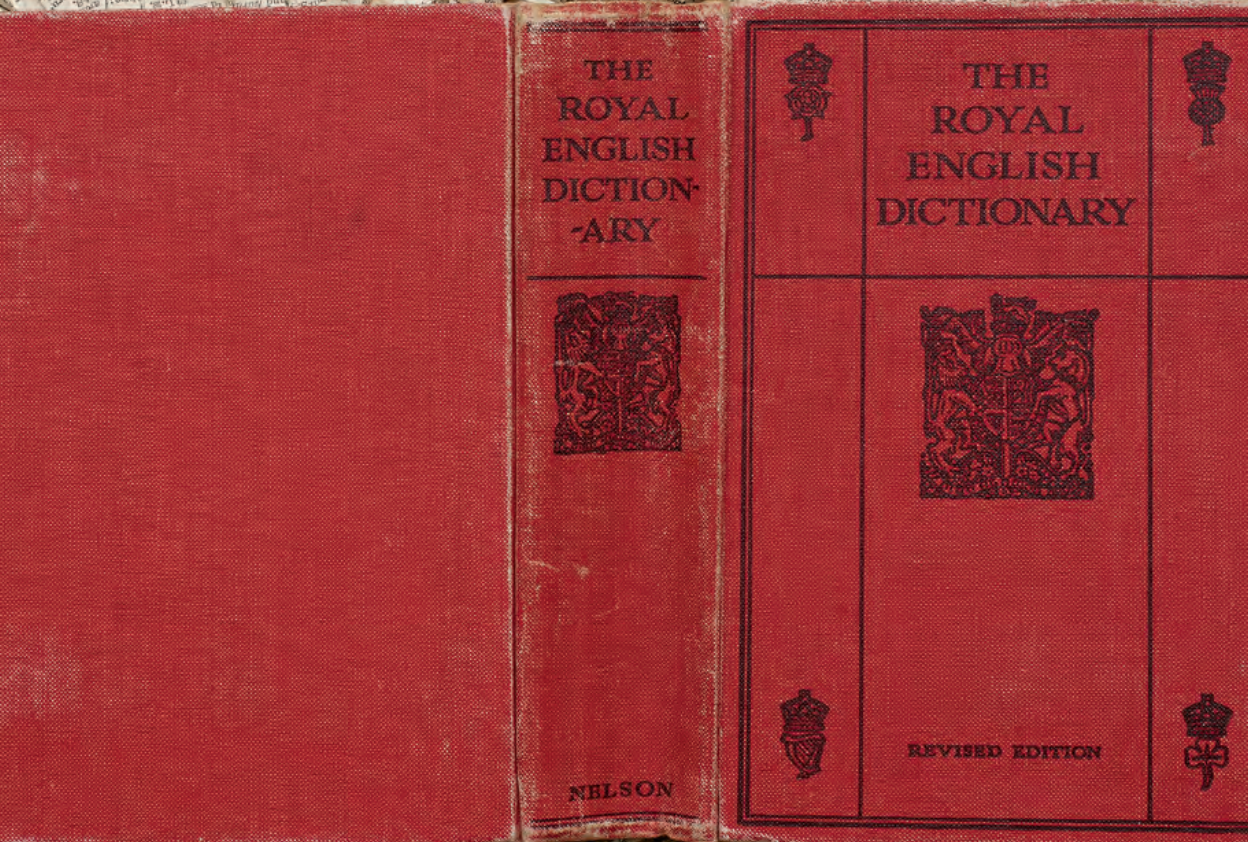 THE
ROYAL
ENGLISH
DICTION-
-ARY
NELSON
THE
ROYAL
ENGLISH
DICTIONARY
REVISED EDITION